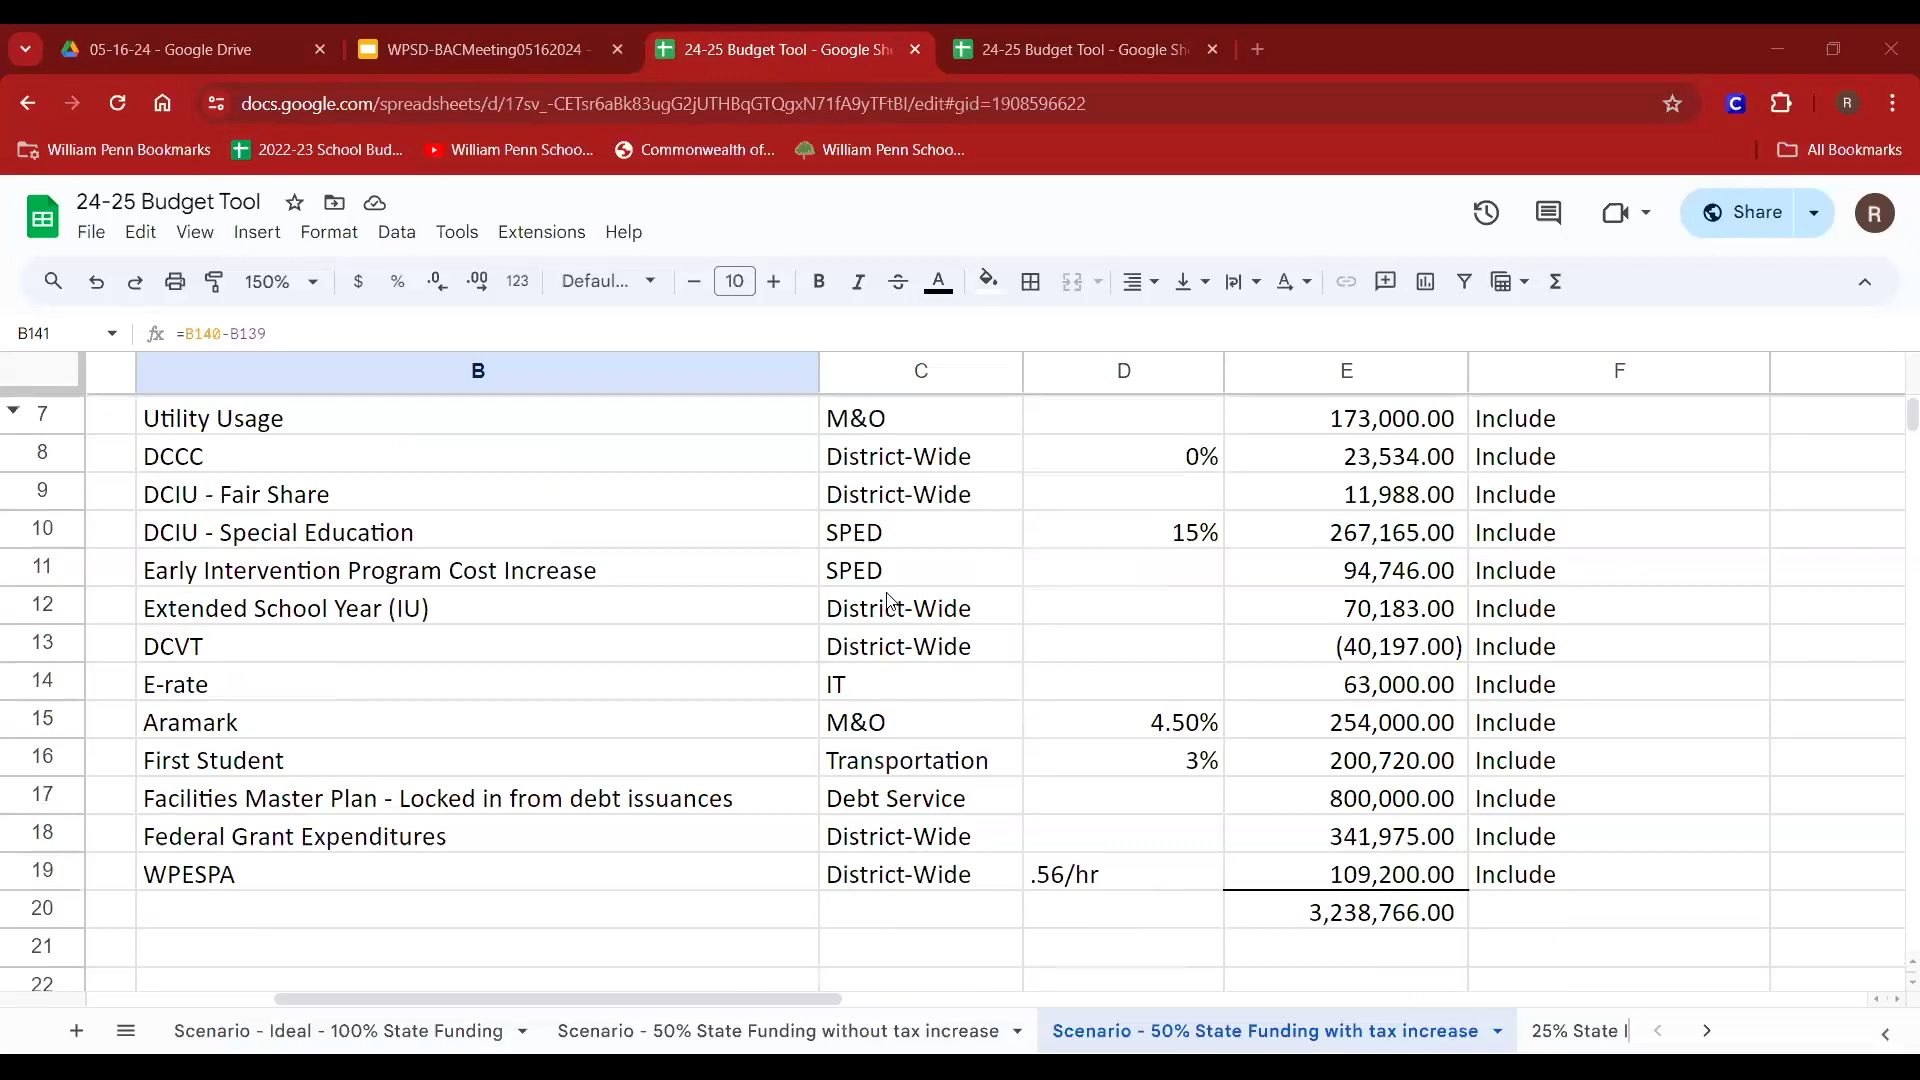 05-16-24 - Google Drive
WPSD-BACMeeting05162024 -
24-25 Budget Tool - Google She
24-25 Budget Tool - Google She
docs.google.com/spreadsheets/d/17sv_-CETsr6aBk83ugG2jUTHBqGTQgxN71fA9yTFtBI/edit#gid=1908596622
C
R
William Penn Bookmarks
2022-23 School Bud...
William Penn Schoo...
Commonwealth of...
William Penn Schoo...
All Bookmarks
24-25 Budget Tool
File Edit View Insert Format Data Tools Extensions Help
Share
R
150% $ % .0 .00 123 Defaul... − 10 + B I S A Σ
B141 fx =B140-B139
B C D E F
7 Utility Usage M&O 173,000.00 Include
8 DCCC District-Wide 0% 23,534.00 Include
9 DCIU - Fair Share District-Wide 11,988.00 Include
10 DCIU - Special Education SPED 15% 267,165.00 Include
11 Early Intervention Program Cost Increase SPED 94,746.00 Include
12 Extended School Year (IU) District-Wide 70,183.00 Include
13 DCVT District-Wide (40,197.00) Include
14 E-rate IT 63,000.00 Include
15 Aramark M&O 4.50% 254,000.00 Include
16 First Student Transportation 3% 200,720.00 Include
17 Facilities Master Plan - Locked in from debt issuances Debt Service 800,000.00 Include
18 Federal Grant Expenditures District-Wide 341,975.00 Include
19 WPESPA District-Wide .56/hr 109,200.00 Include
20 3,238,766.00
21
22
Scenario - Ideal - 100% State Funding Scenario - 50% State Funding without tax increase Scenario - 50% State Funding with tax increase 25% State